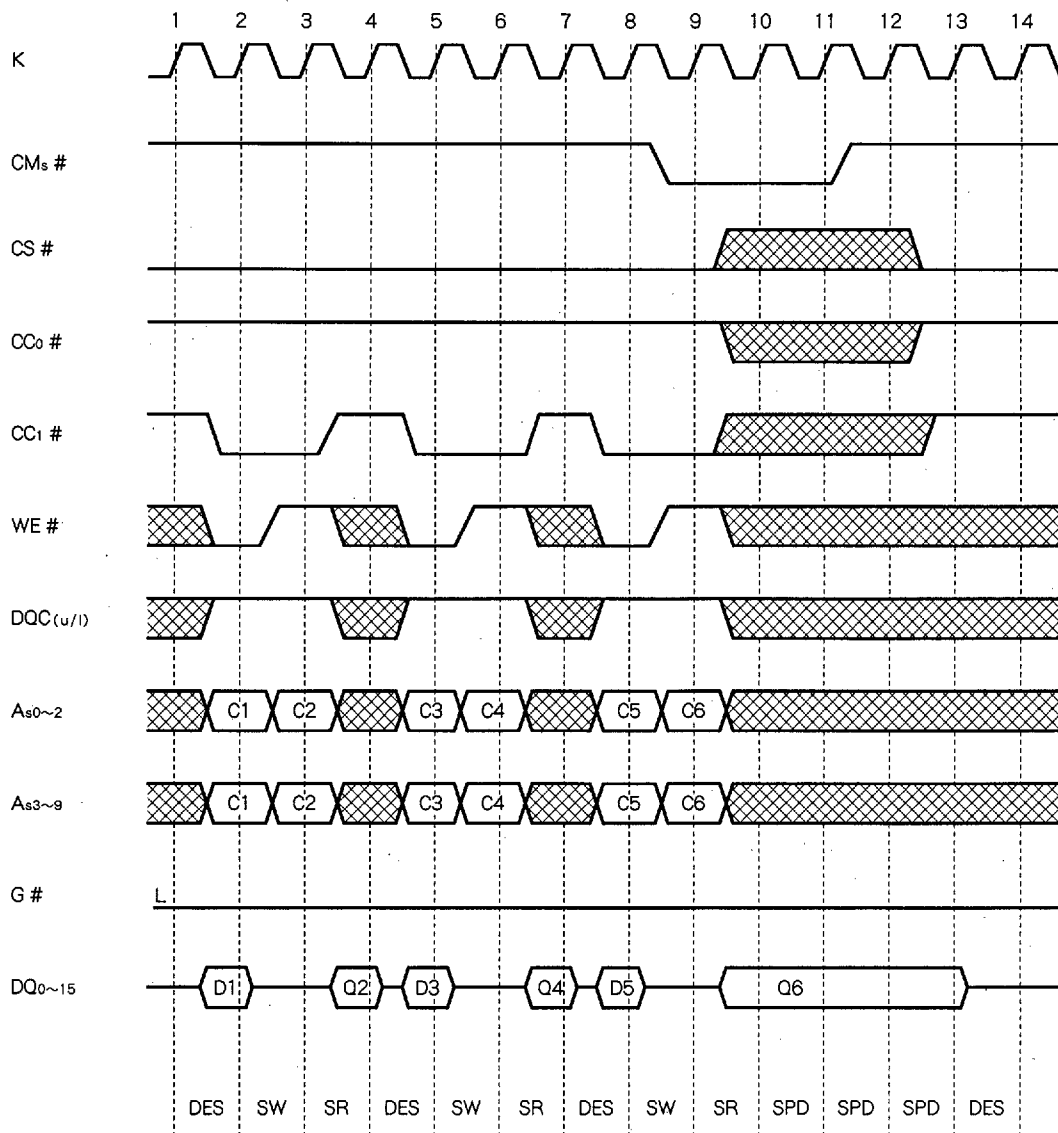 1 2 3 4 5 6 7 8 9 10 11 12 13 14
K
CMs #
CS #
CC0 #
CC1 #
WE #
DQC(u/l)
As0~2 C1 C2 C3 C4 C5 C6
As3~9 C1 C2 C3 C4 C5 C6
G # L
DQ0~15 D1 Q2 D3 Q4 D5 Q6
DES SW SR DES SW SR DES SW SR SPD SPD SPD DES